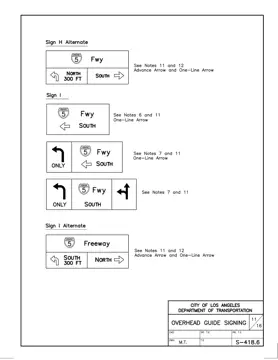 Sign H Alternate
5 Fwy
NORTH
300 FT
SOUTH
See Notes 11 and 12
Advance Arrow and One-Line Arrow
Sign I
5 Fwy
SOUTH
See Notes 6 and 11
One-Line Arrow
ONLY
5 Fwy
SOUTH
See Notes 7 and 11
One-Line Arrow
ONLY
5 Fwy
SOUTH
See Notes 7 and 11
Sign I Alternate
5 Freeway
SOUTH
300 FT
NORTH
See Notes 11 and 12
Advance Arrow and One-Line Arrow
CITY OF LOS ANGELES
DEPARTMENT OF TRANSPORTATION
OVERHEAD GUIDE SIGNING
11/16
M.T.
S-418.6